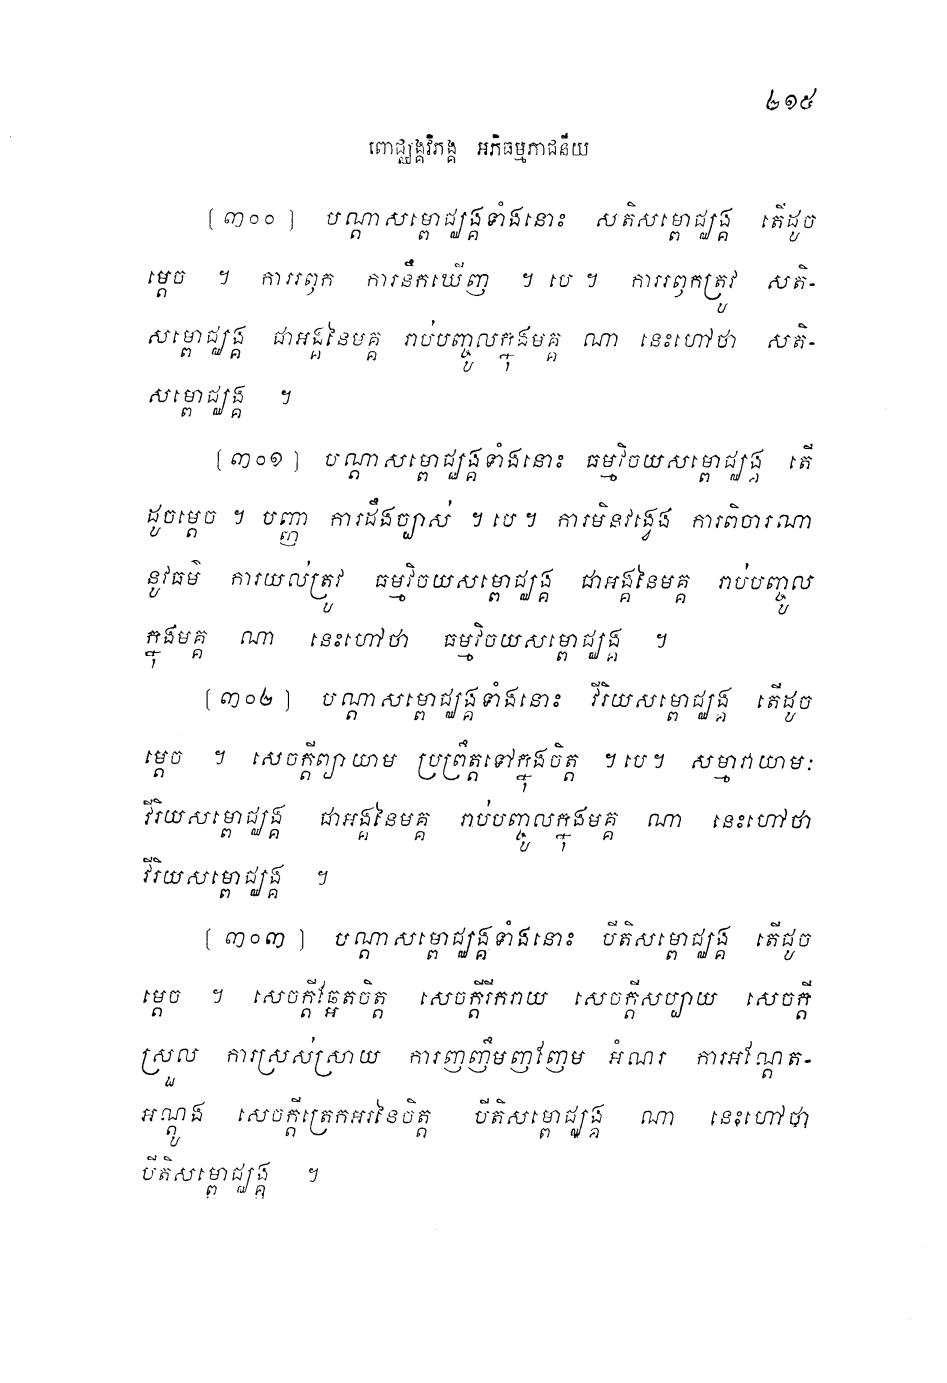 ២១៥
ពោជ្ឈង្គវិភង្គ អភិធម្មភាជនីយ
(៣០០) បណ្តាសម្ពោជ្ឈង្គទាំងនោះ សតិសម្ពោជ្ឈង្គ តើដូច
ម្តេច ។ ការរឭក ការនឹកឃើញ ។ បេ ។ ការរឭកត្រូវ សតិ-
សម្ពោជ្ឈង្គ ជាអង្គនៃមគ្គ រាប់បញ្ចូលក្នុងមគ្គ ណា នេះហៅថា សតិ-
សម្ពោជ្ឈង្គ ។
(៣០១) បណ្តាសម្ពោជ្ឈង្គទាំងនោះ ធម្មវិចយសម្ពោជ្ឈង្គ តើ
ដូចម្តេច ។ បញ្ញា ការដឹងច្បាស់ ។ បេ ។ ការមិនវង្វេង ការពិចារណា
នូវធម៌ ការយល់ត្រូវ ធម្មវិចយសម្ពោជ្ឈង្គ ជាអង្គនៃមគ្គ រាប់បញ្ចូល
ក្នុងមគ្គ ណា នេះហៅថា ធម្មវិចយសម្ពោជ្ឈង្គ ។
(៣០២) បណ្តាសម្ពោជ្ឈង្គទាំងនោះ វីរិយសម្ពោជ្ឈង្គ តើដូច
ម្តេច ។ សេចក្តីព្យាយាម ប្រព្រឹត្តទៅក្នុងចិត្ត ។ បេ ។ សម្មាវាយាមៈ
វីរិយសម្ពោជ្ឈង្គ ជាអង្គនៃមគ្គ រាប់បញ្ចូលក្នុងមគ្គ ណា នេះហៅថា
វីរិយសម្ពោជ្ឈង្គ ។
(៣០៣) បណ្តាសម្ពោជ្ឈង្គទាំងនោះ បីតិសម្ពោជ្ឈង្គ តើដូច
ម្តេច ។ សេចក្តីឆ្អែតចិត្ត សេចក្តីរីករាយ សេចក្តីសប្បាយ សេចក្តី
ស្រួល ការស្រស់ស្រាយ ការញញឹមញញែម អំណរ ការអណ្តែត-
អណ្តូង សេចក្តីត្រេកអរនៃចិត្ត បីតិសម្ពោជ្ឈង្គ ណា នេះហៅថា
បីតិសម្ពោជ្ឈង្គ ។